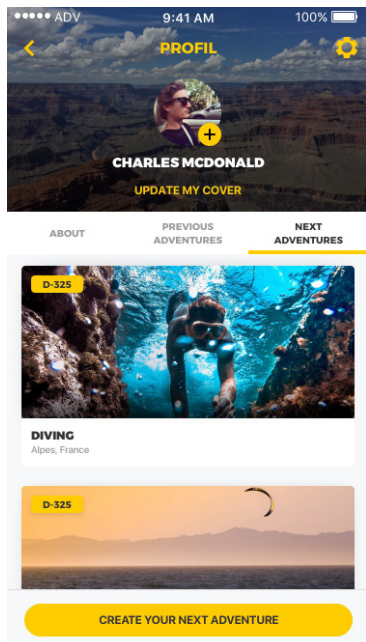 ADV 9:41 AM 100%
PROFIL
+
CHARLES MCDONALD
UPDATE MY COVER
ABOUT
PREVIOUS
ADVENTURES
NEXT
ADVENTURES
D-325
DIVING
Alpes, France
D-325
CREATE YOUR NEXT ADVENTURE